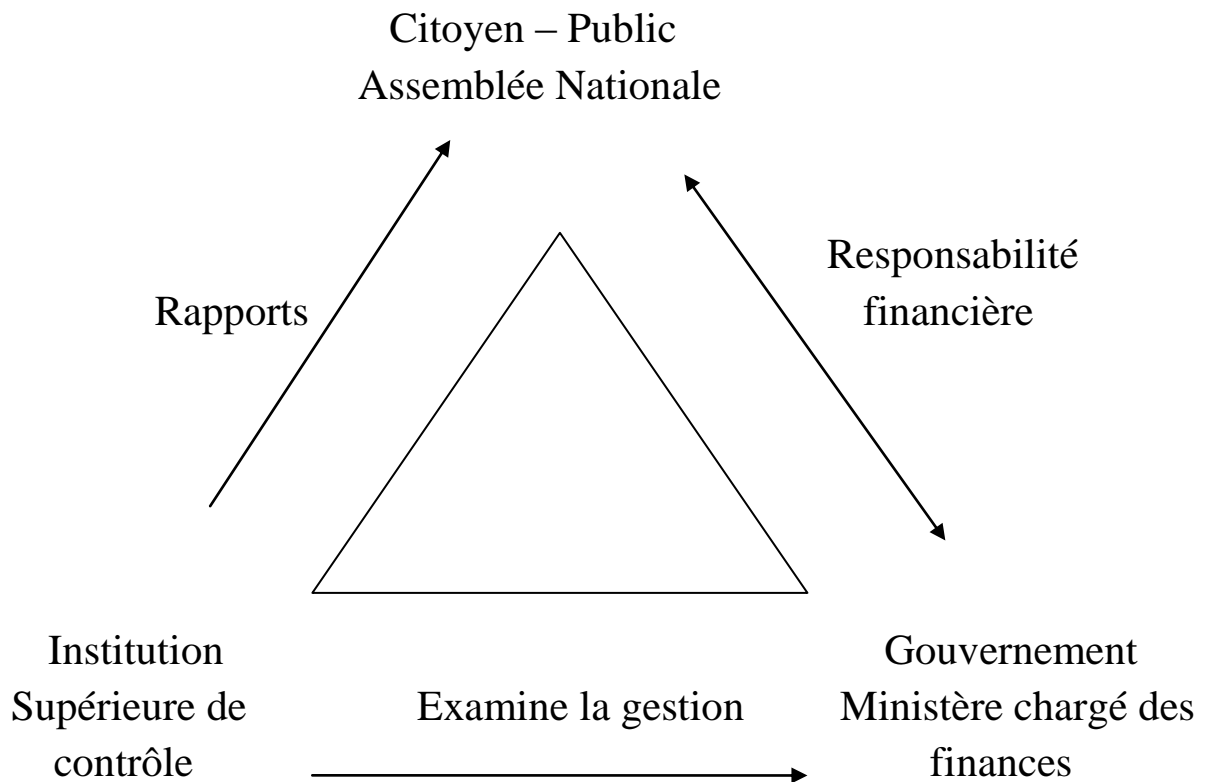 Citoyen – Public
Assemblée Nationale
Responsabilité
financière
Rapports
Institution
Supérieure de
contrôle
Examine la gestion
Gouvernement
Ministère chargé des
finances